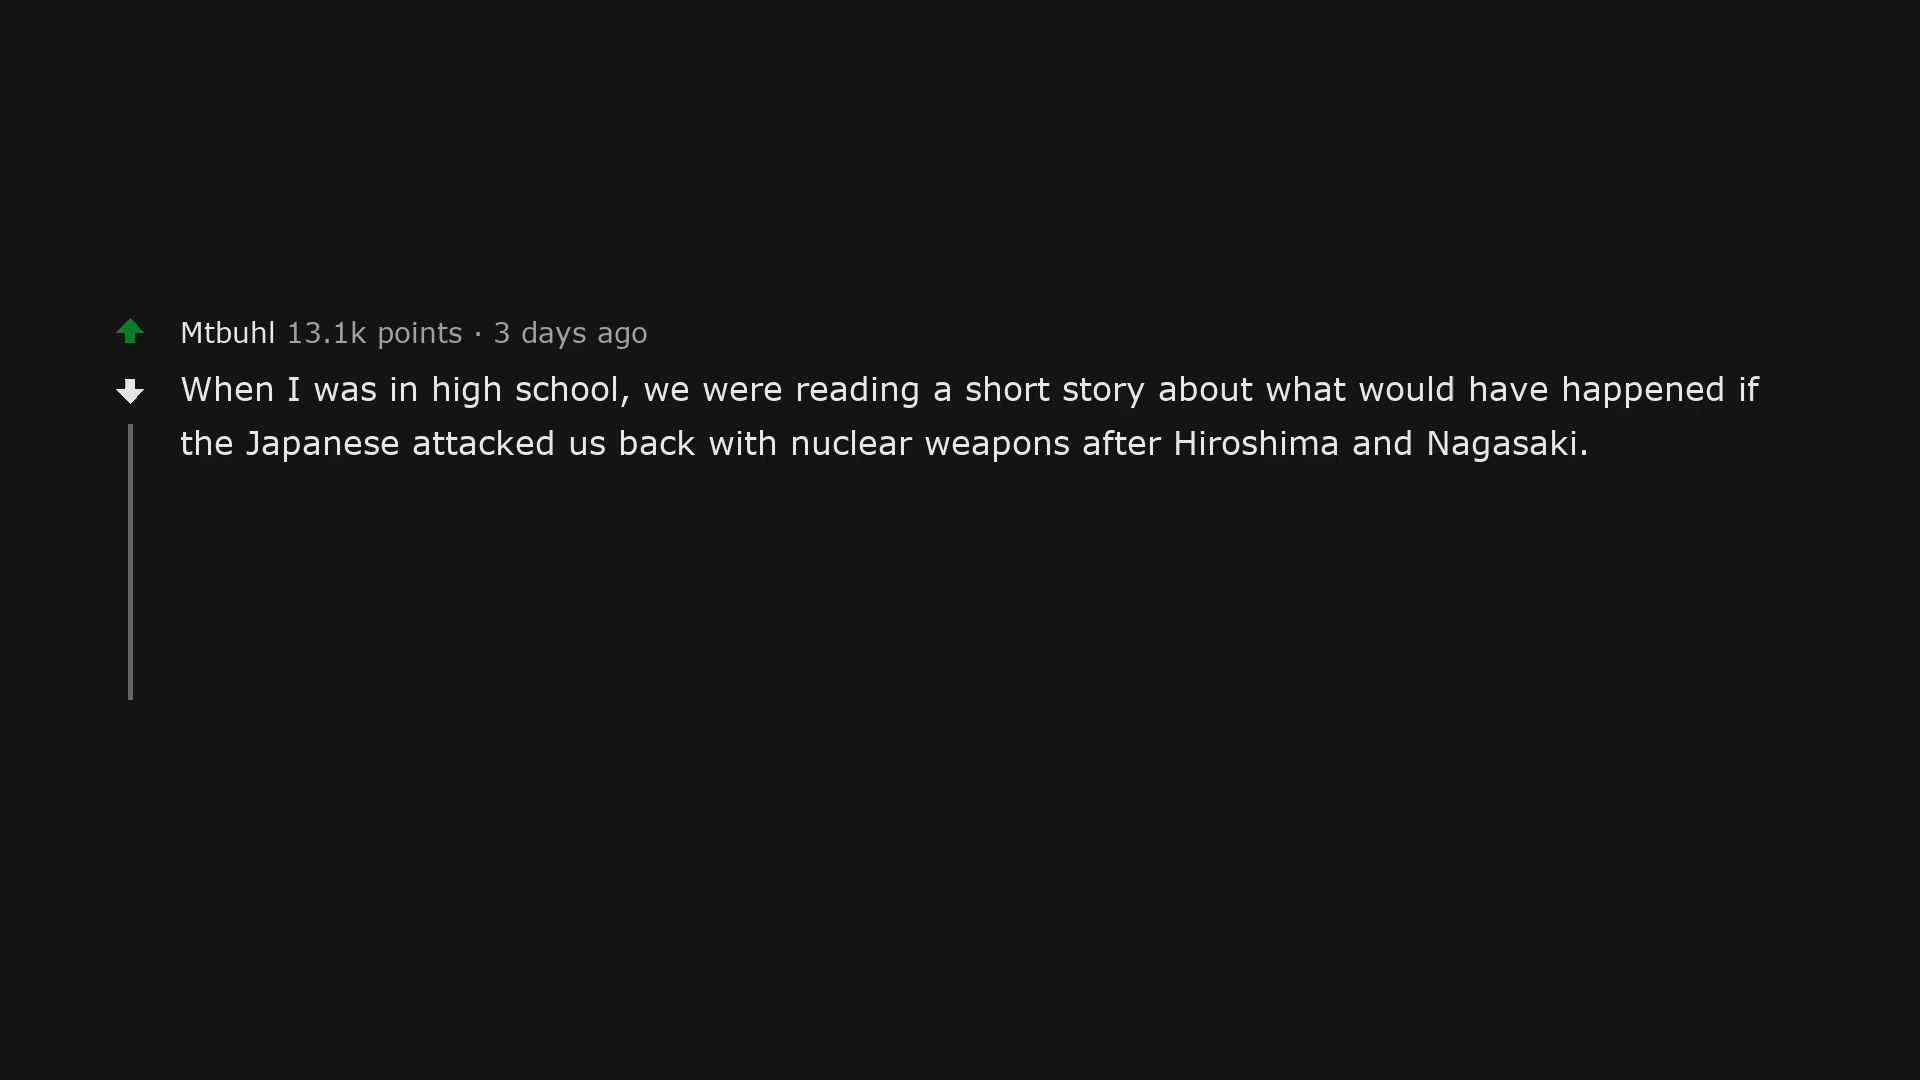 Mtbuhl 13.1k points · 3 days ago
When I was in high school, we were reading a short story about what would have happened if
the Japanese attacked us back with nuclear weapons after Hiroshima and Nagasaki.